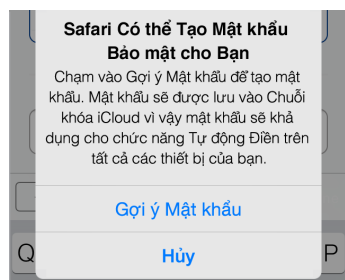 Safari Có thể Tạo Mật khẩu
Bảo mật cho Bạn
Chạm vào Gợi ý Mật khẩu để tạo mật
khẩu. Mật khẩu sẽ được lưu vào Chuỗi
khóa iCloud vì vậy mật khẩu sẽ khả
dụng cho chức năng Tự động Điền trên
tất cả các thiết bị của bạn.
Gợi ý Mật khẩu
Hủy
Q P